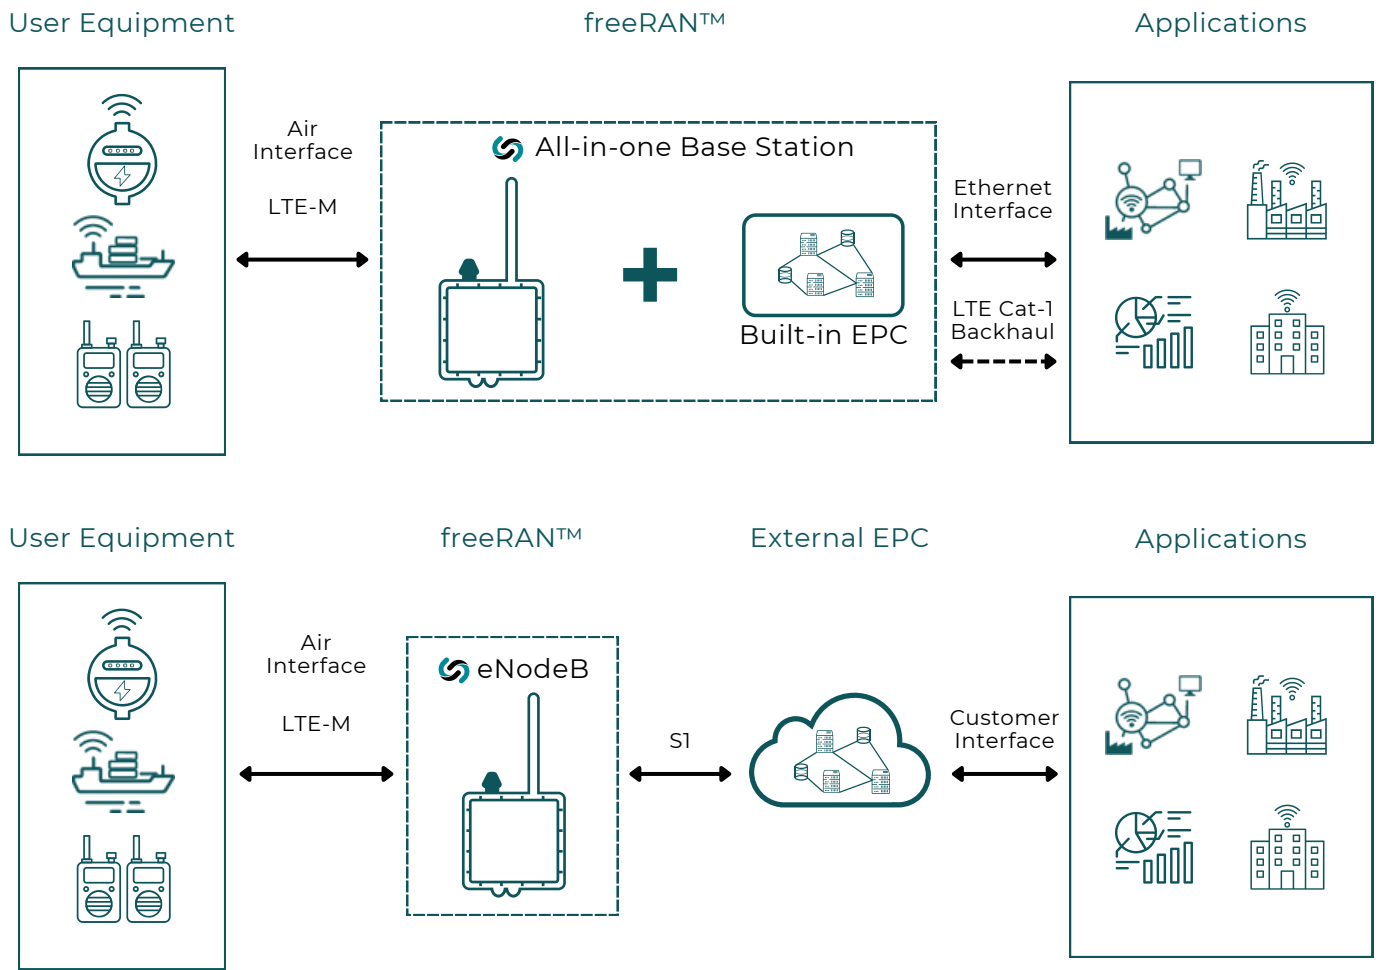 User Equipment
freeRAN™
Applications
Air
Interface
LTE-M
All-in-one Base Station
Built-in EPC
Ethernet
Interface
LTE Cat-1
Backhaul
User Equipment
freeRAN™
External EPC
Applications
Air
Interface
LTE-M
eNodeB
S1
Customer
Interface